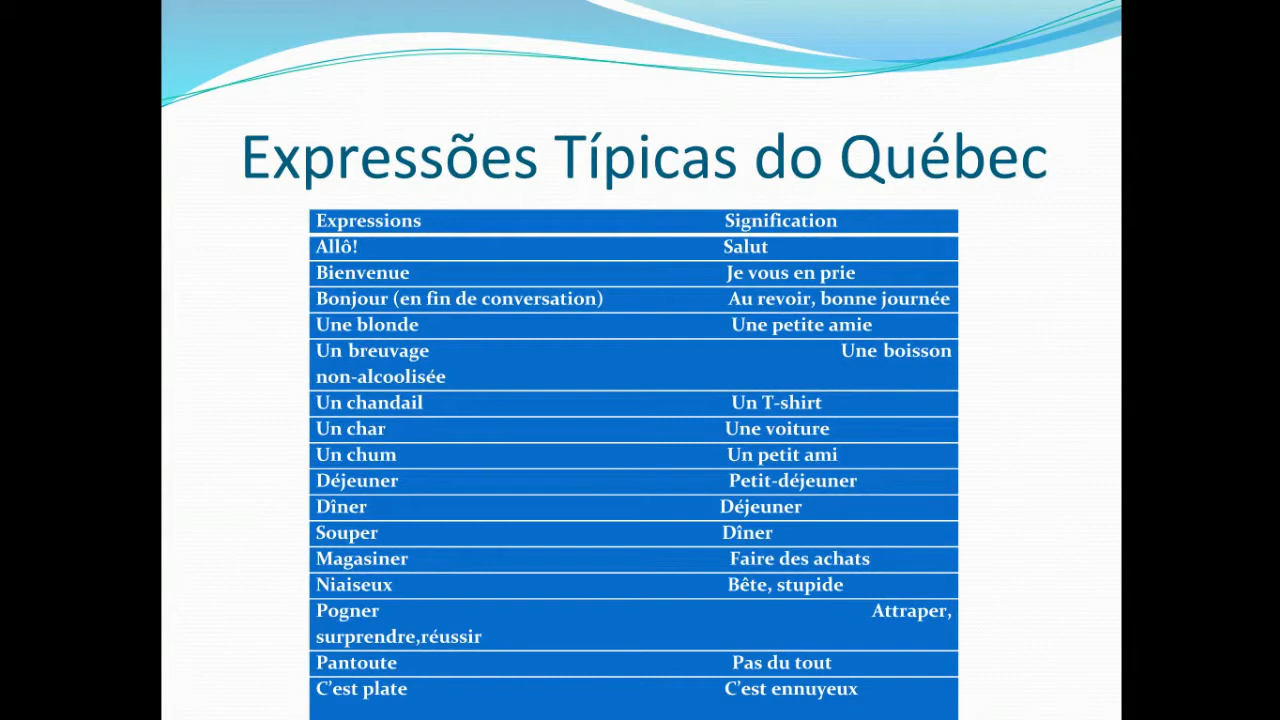 Expressões Típicas do Québec
Expressions Signification
Allô! Salut
Bienvenue Je vous en prie
Bonjour (en fin de conversation) Au revoir, bonne journée
Une blonde Une petite amie
Un breuvage Une boisson
non-alcoolisée
Un chandail Un T-shirt
Un char Une voiture
Un chum Un petit ami
Déjeuner Petit-déjeuner
Dîner Déjeuner
Souper Dîner
Magasiner Faire des achats
Niaiseux Bête, stupide
Pogner Attraper,
surprendre,réussir
Pantoute Pas du tout
C’est plate C’est ennuyeux